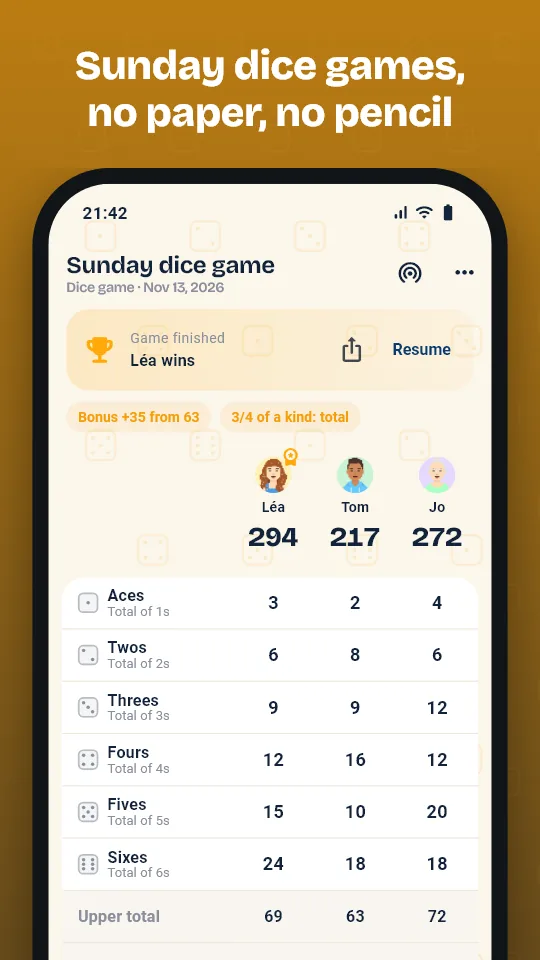 Sunday dice games,
no paper, no pencil
21:42
Sunday dice game
Dice game · Nov 13, 2026
Game finished
Léa wins
Resume
Bonus +35 from 63
3/4 of a kind: total
Léa Tom Jo
294 217 272
Aces 3 2 4
Total of 1s
Twos 6 8 6
Total of 2s
Threes 9 9 12
Total of 3s
Fours 12 16 12
Total of 4s
Fives 15 10 20
Total of 5s
Sixes 24 18 18
Total of 6s
Upper total 69 63 72